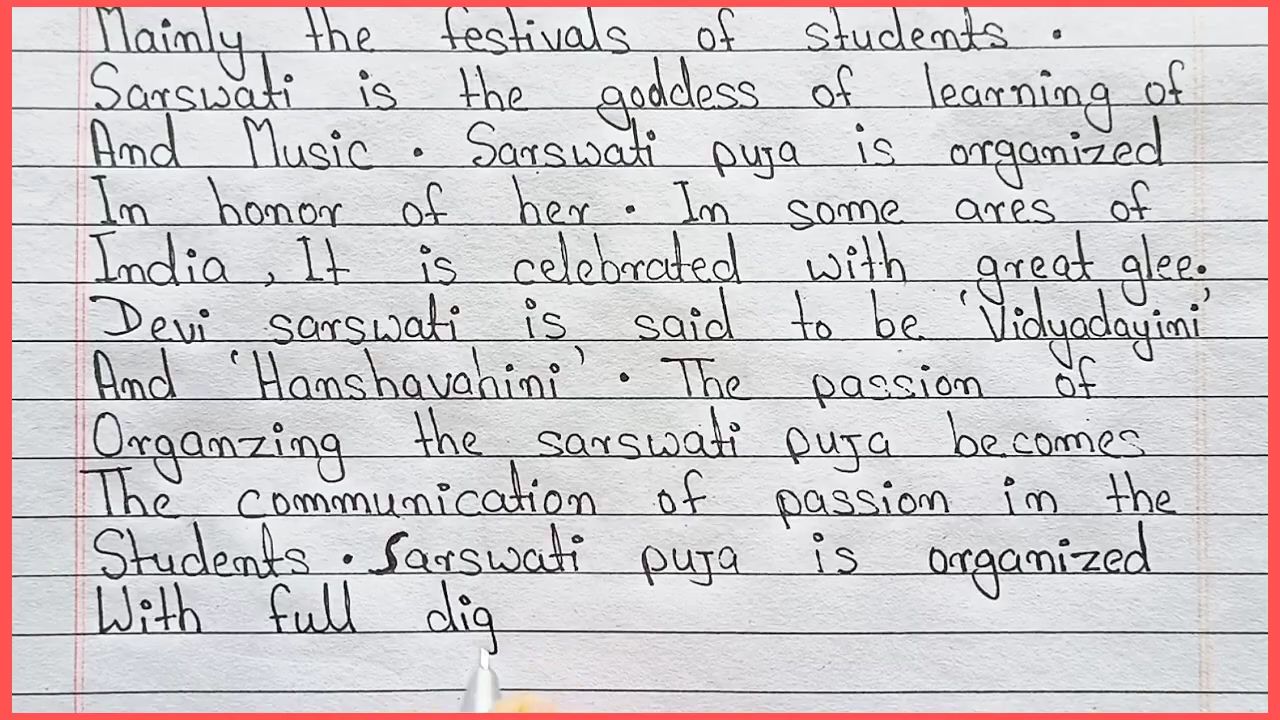 Mainly the festivals of students.
Sarswati is the goddess of learning of
And Music. Sarswati puja is organized
In honor of her. In some ares of
India, It is celebrated with great glee.
Devi sarswati is said to be 'Vidyadayini'
And 'Hanshavahini'. The passion of
Organzing the sarswati puja becomes
The communication of passion in the
Students. Sarswati puja is organized
With full dig